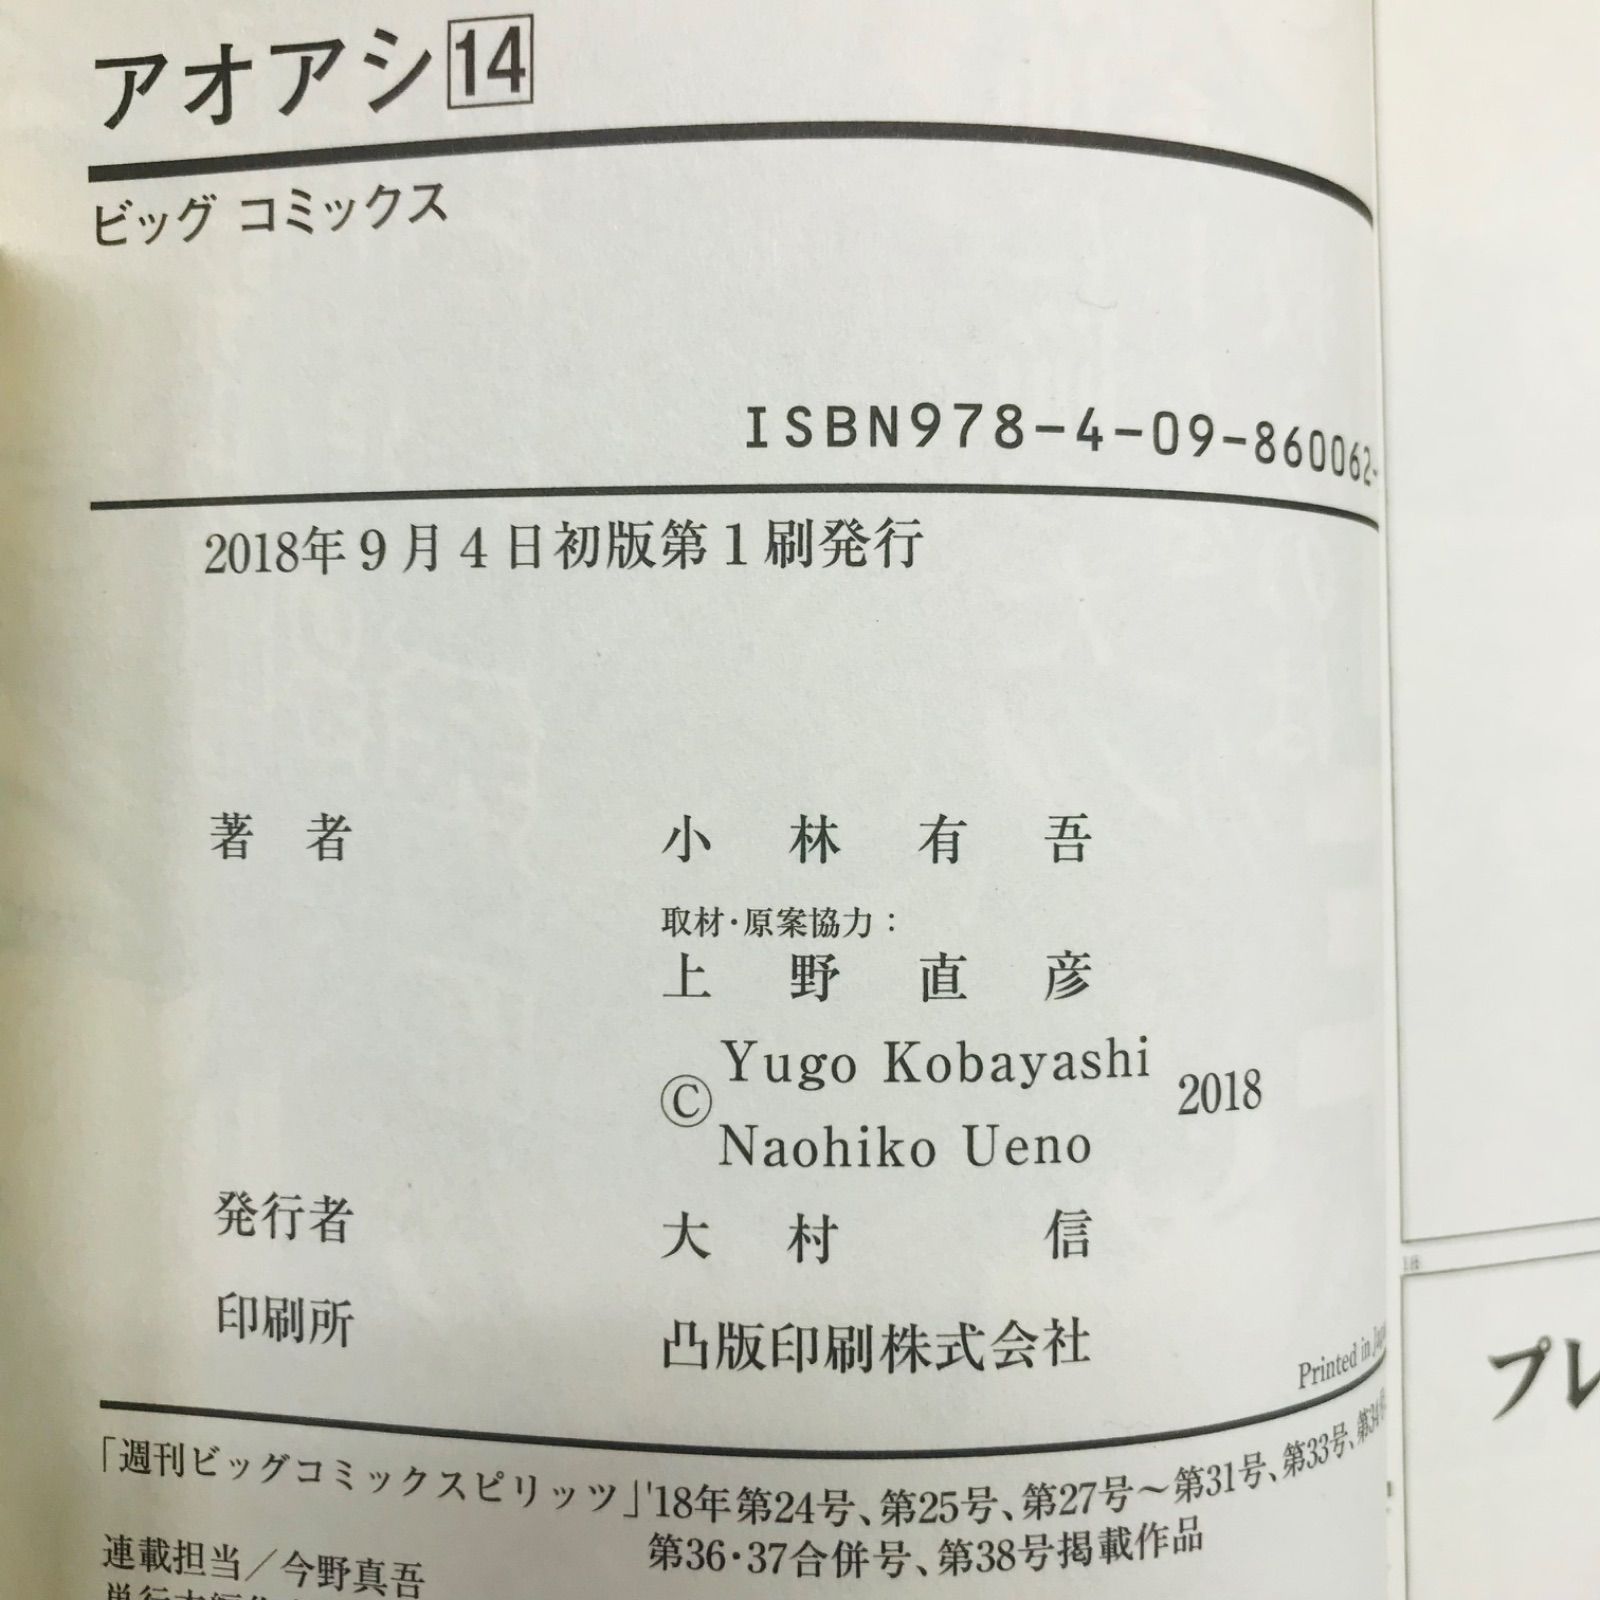 アオアシ14
ビッグ コミックス
ISBN978-4-09-860062-
2018年9月4日初版第1刷発行
著 者 小 林 有 吾
取材・原案協力：
上 野 直 彦
© Yugo Kobayashi
Naohiko Ueno 2018
発行者 大 村 信
印刷所 凸版印刷株式会社
Printed in
「週刊ビッグコミックスピリッツ」'18年第24号、第25号、第27号〜第31号、第33号、第34号
第36・37合併号、第38号掲載作品
連載担当／今野真吾
プレ